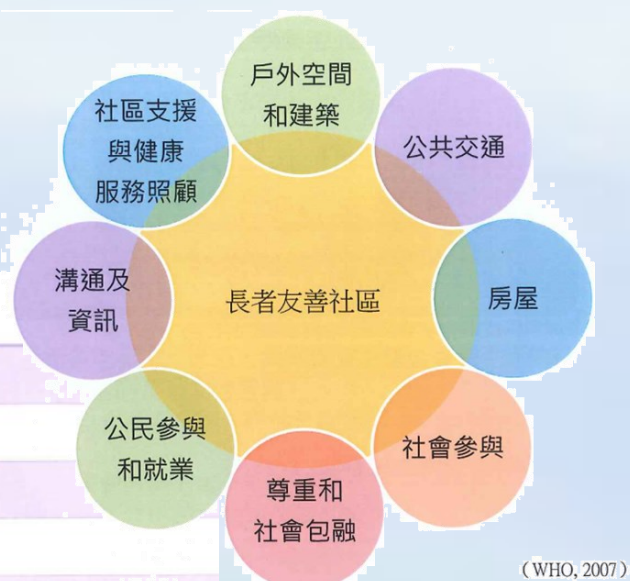 戶外空間
和建築
公共交通
房屋
社會參與
尊重和
社會包融
公民參與
和就業
溝通及
資訊
社區支援
與健康
服務照顧
長者友善社區
(WHO, 2007)